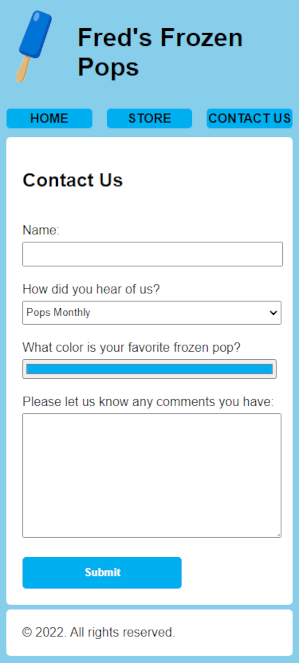 Fred's Frozen
Pops
HOME STORE CONTACT US
Contact Us
Name:
How did you hear of us?
Pops Monthly
What color is your favorite frozen pop?
Please let us know any comments you have:
Submit
© 2022. All rights reserved.